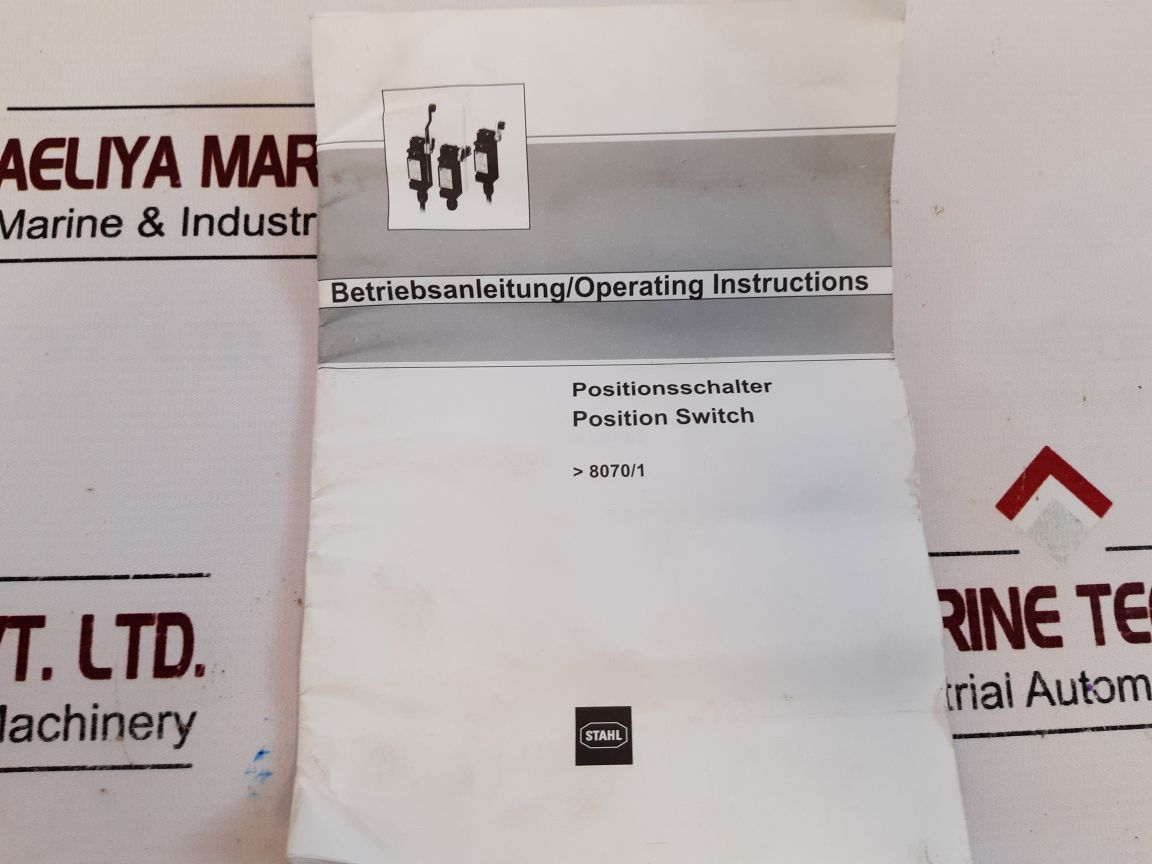 AELIYA MAR
Marine & Industr
Betriebsanleitung/Operating Instructions
Positionsschalter
Position Switch
> 8070/1
STAHL
VT. LTD.
Machinery
RINE TEC
trial Autom